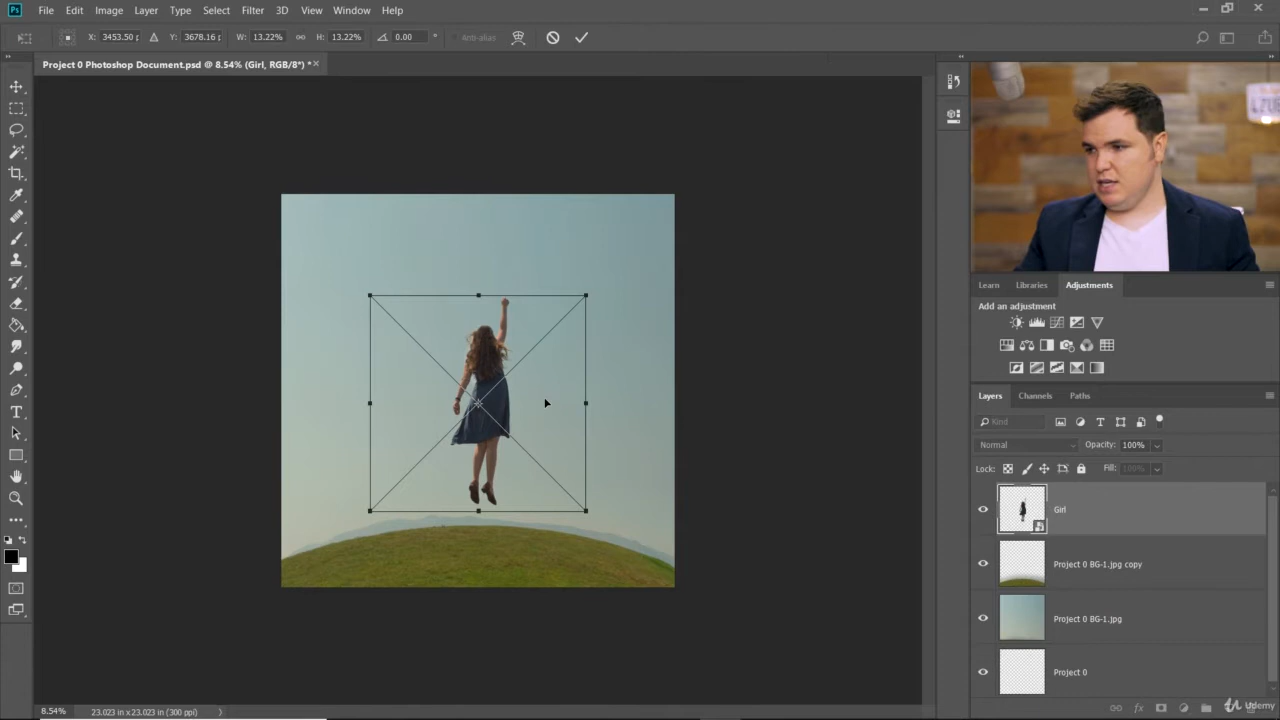 Ps File Edit Image Layer Type Select Filter 3D View Window Help
X: 3453.50 p Y: 3678.16 p W: 13.22% H: 13.22% 0.00 ° Anti-alias
Project 0 Photoshop Document.psd @ 8.54% (Girl, RGB/8*) *
Learn Libraries Adjustments
Add an adjustment
Layers Channels Paths
Kind
Normal Opacity: 100%
Lock: Fill: 100%
Girl
Project 0 BG-1.jpg copy
Project 0 BG-1.jpg
Project 0
Udemy
8.54% 23.023 in x 23.023 in (300 ppi)